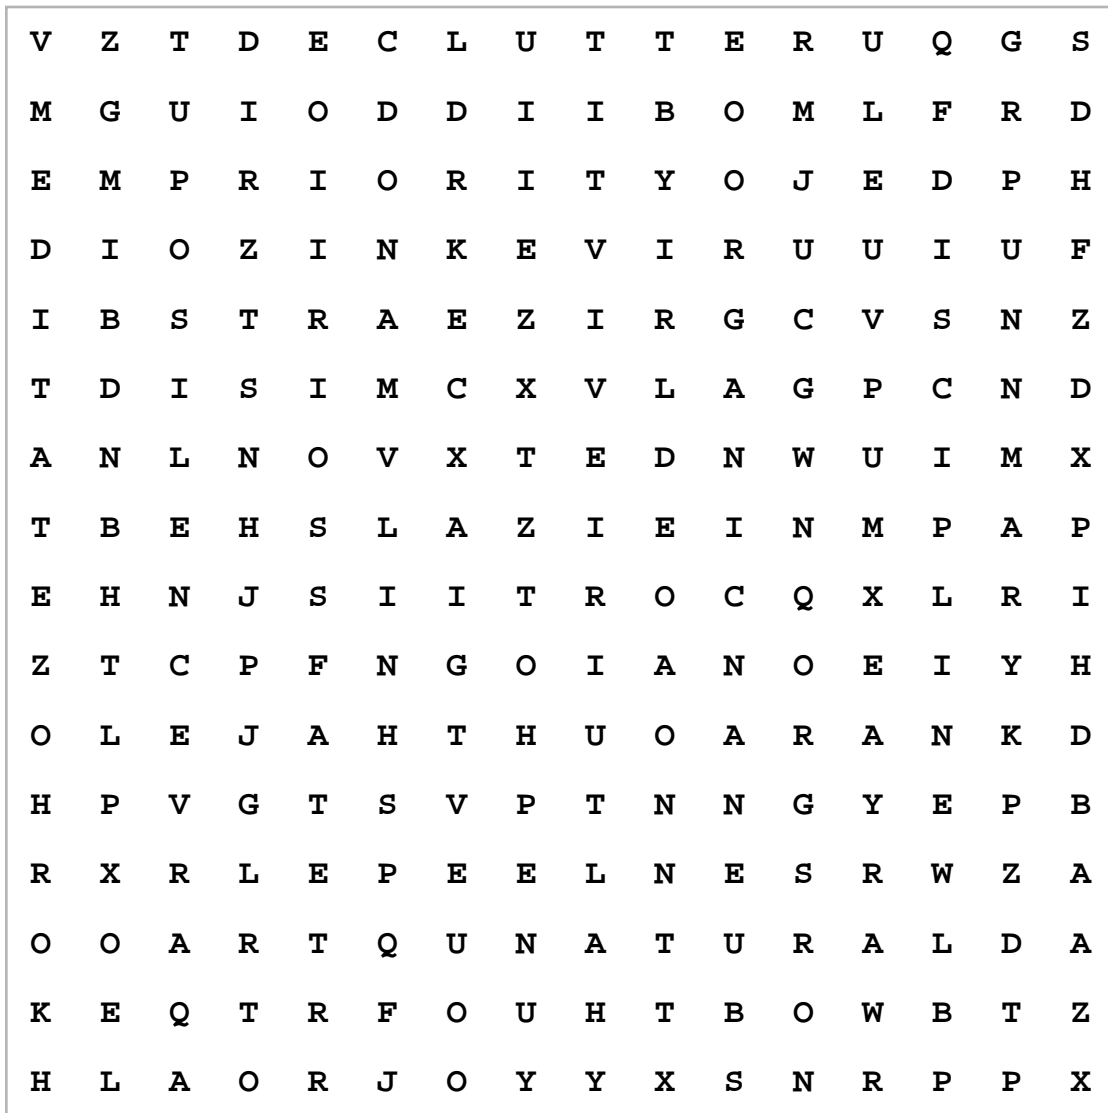 V Z T D E C L U T T E R U Q G S
M G U I O D D I I B O M L F R D
E M P R I O R I T Y O J E D P H
D I O Z I N K E V I R U U I U F
I B S T R A E Z I R G C V S N Z
T D I S I M C X V L A G P C N D
A N L N O V X T E D N W U I M X
T B E H S L A Z I E I N M P A P
E H N J S I I T R O C Q X L R I
Z T C P F N G O I A N O E I Y H
O L E J A H T H U O A R A N K D
H P V G T S V P T N N G Y E P B
R X R L E P E E L N E S R W Z A
O O A R T Q U N A T U R A L D A
K E Q T R F O U H T B O W B T Z
H L A O R J O Y Y X S N R P P X